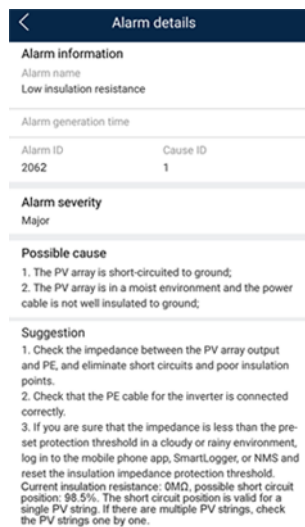 Alarm details
Alarm information
Alarm name
Low insulation resistance
Alarm generation time
Alarm ID
Cause ID
2062
1
Alarm severity
Major
Possible cause
1. The PV array is short-circuited to ground;
2. The PV array is in a moist environment and the power
cable is not well insulated to ground;
Suggestion
1. Check the impedance between the PV array output
and PE, and eliminate short circuits and poor insulation
points.
2. Check that the PE cable for the inverter is connected
correctly.
3. If you are sure that the impedance is less than the pre-
set protection threshold in a cloudy or rainy environment,
log in to the mobile phone app, SmartLogger, or NMS and
reset the insulation impedance protection threshold.
Current insulation resistance: 0MΩ, possible short circuit
position: 98.5%. The short circuit position is valid for a
single PV string. If there are multiple PV strings, check
the PV strings one by one.